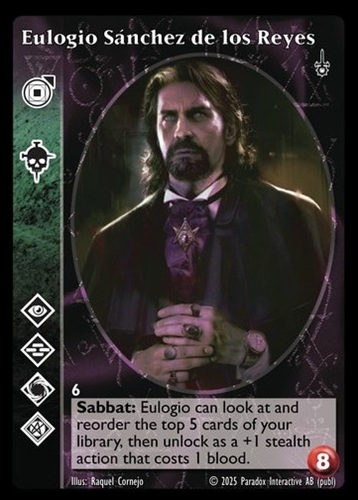 Eulogio Sánchez de los Reyes
6
Sabbat: Eulogio can look at and
reorder the top 5 cards of your
library, then unlock as a +1 stealth
action that costs 1 blood.
8
Illus: Raquel Cornejo
© 2025 Paradox Interactive AB (publ)